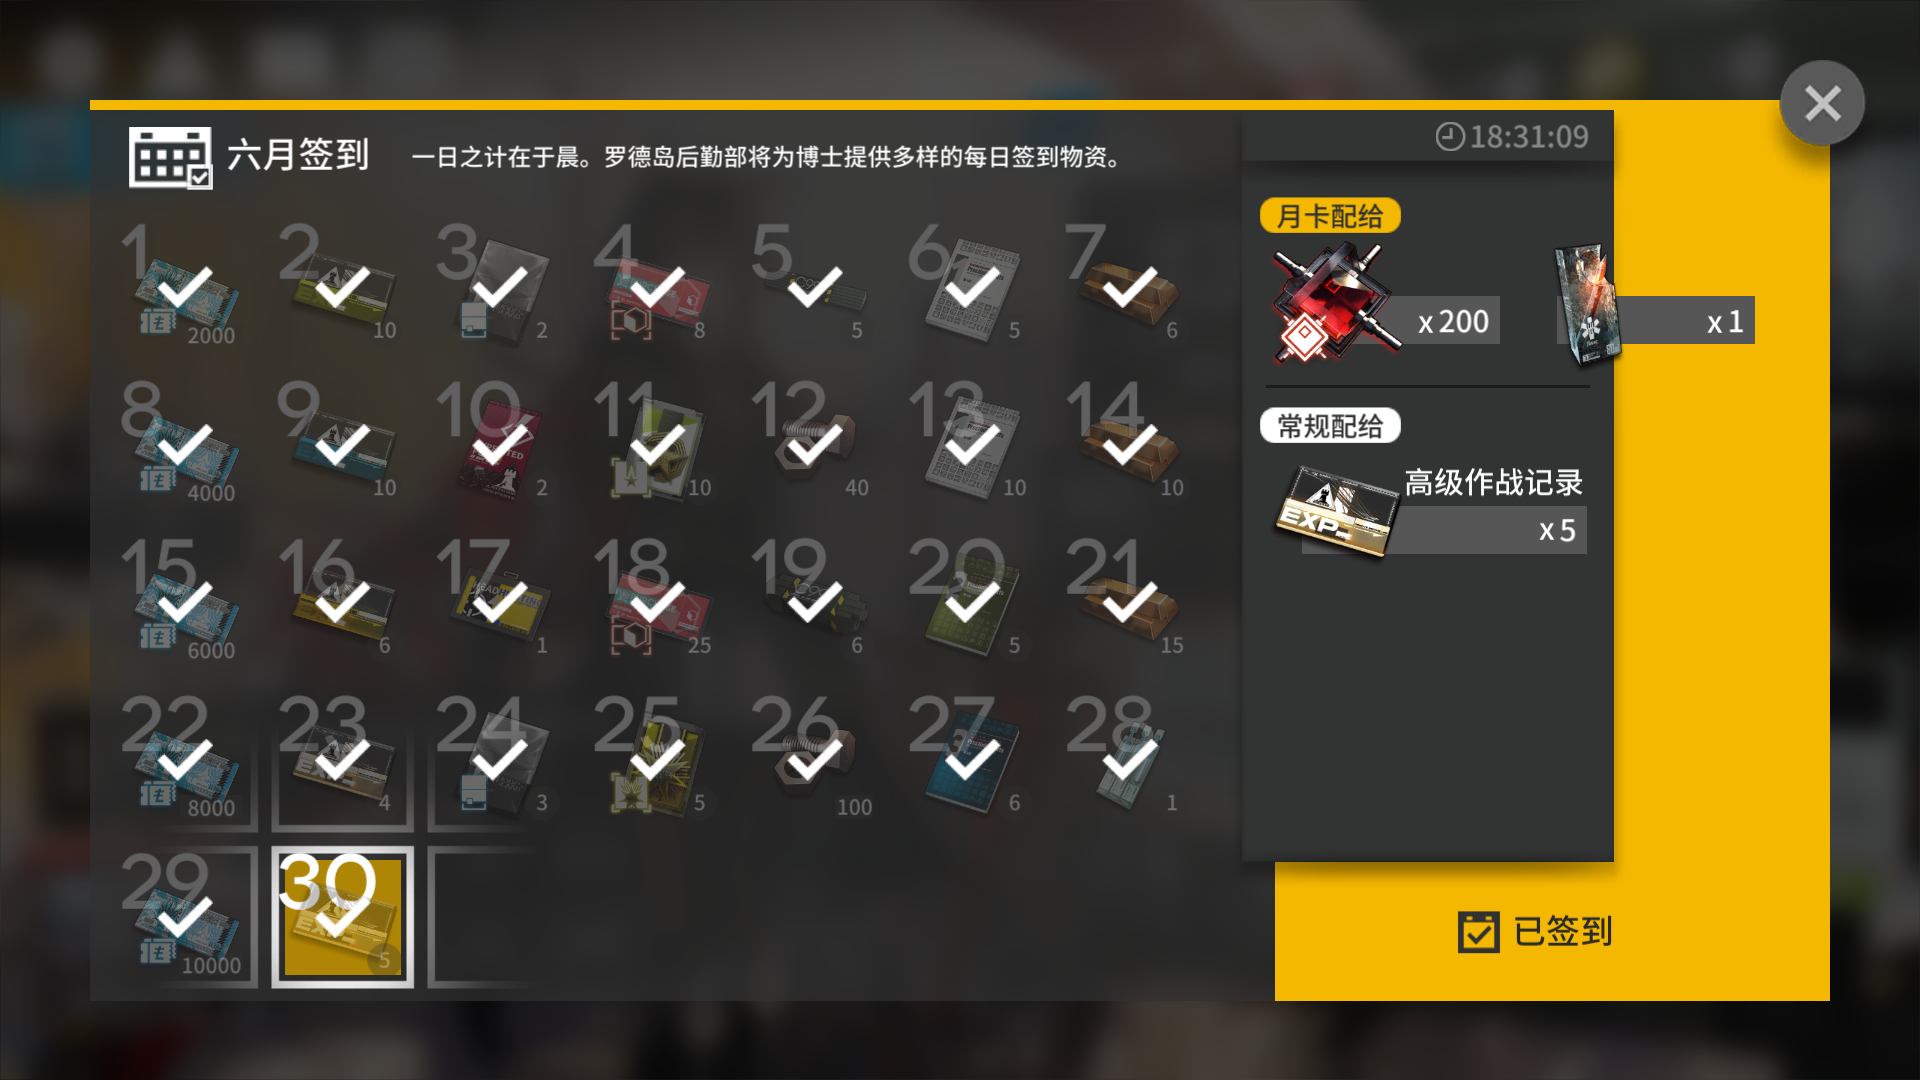 六月签到
一日之计在于晨。罗德岛后勤部将为博士提供多样的每日签到物资。
18:31:09
1 2 3 4 5 6 7
2000 10 2 8 5 5 6
8 9 10 11 12 13 14
4000 10 2 10 40 10 10
15 16 17 18 19 20 21
6000 6 1 25 6 5 15
22 23 24 25 26 27 28
8000 4 3 5 100 6 1
29 30
10000 5
月卡配给
x200
x1
常规配给
高级作战记录
EXP
x5
已签到